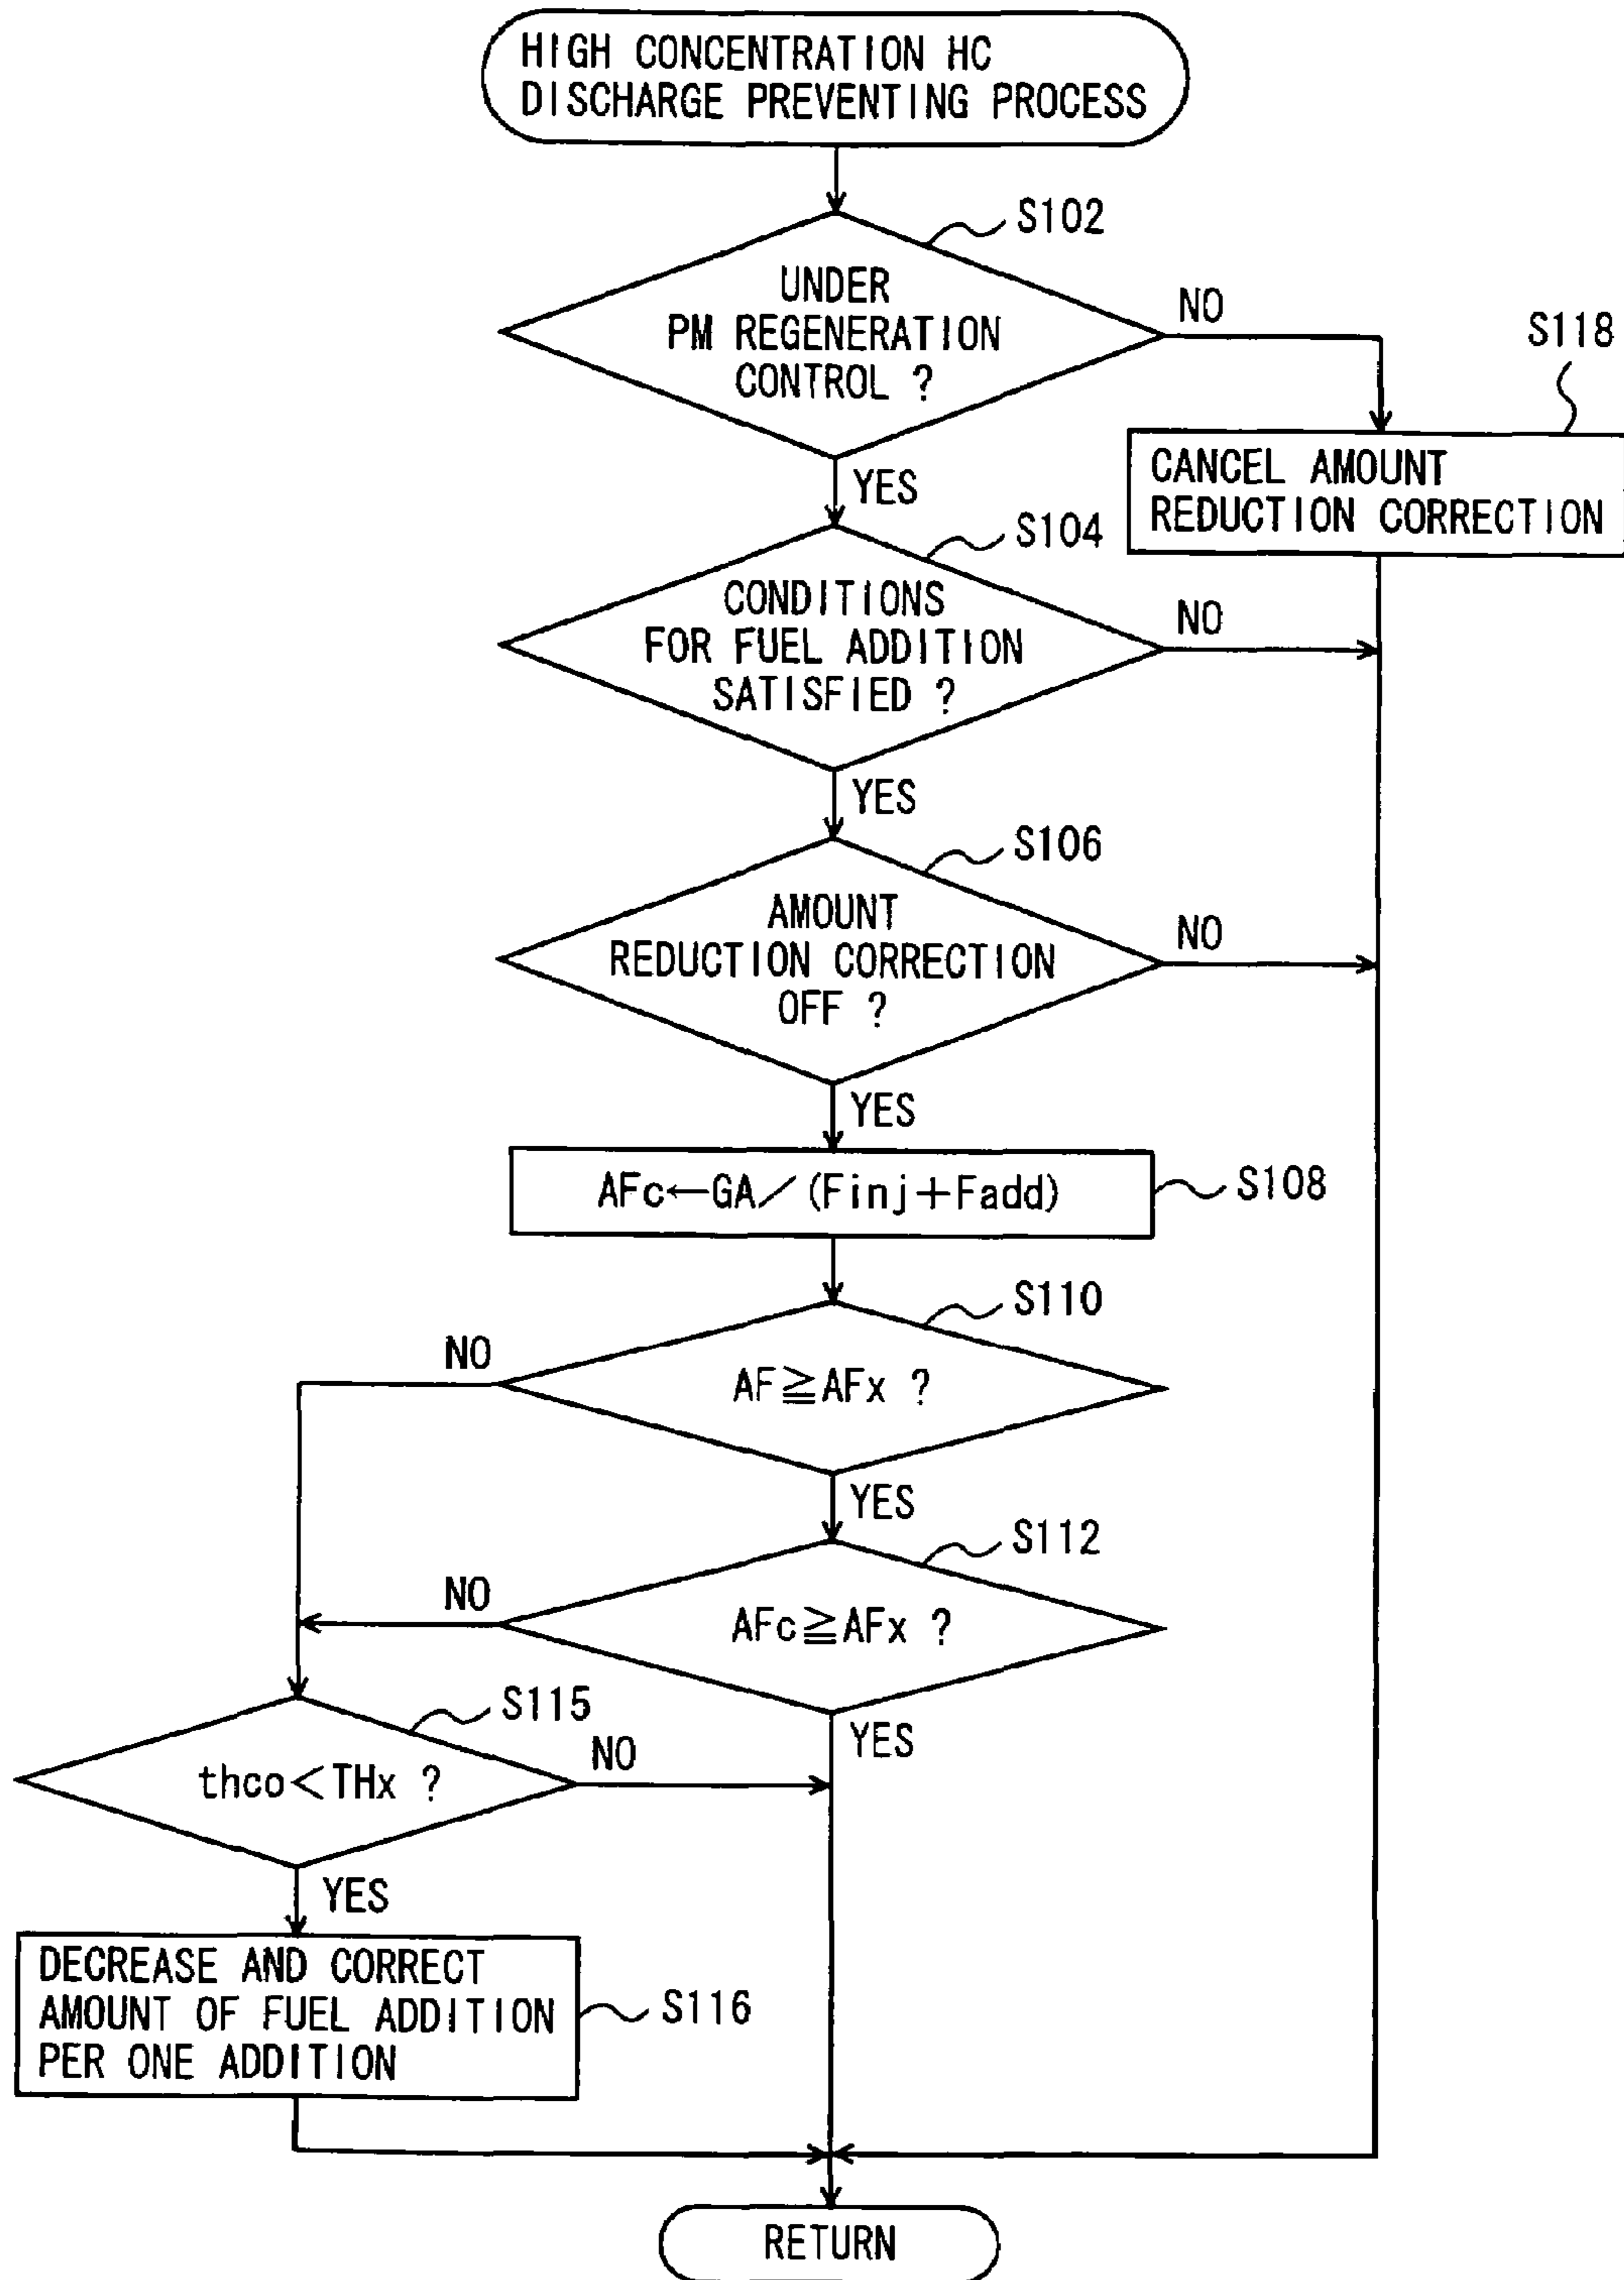 HIGH CONCENTRATION HC
DISCHARGE PREVENTING PROCESS
S102
UNDER
PM REGENERATION
CONTROL ?
NO
S118
YES
CANCEL AMOUNT
REDUCTION CORRECTION
S104
CONDITIONS
FOR FUEL ADDITION
SATISFIED ?
NO
YES
S106
AMOUNT
REDUCTION CORRECTION
OFF ?
NO
YES
AFc←GA/(Finj+Fadd)
S108
S110
NO
AF≧AFx ?
YES
S112
NO
AFc≧AFx ?
YES
S115
NO
thco<THx ?
YES
DECREASE AND CORRECT
AMOUNT OF FUEL ADDITION
PER ONE ADDITION
S116
RETURN